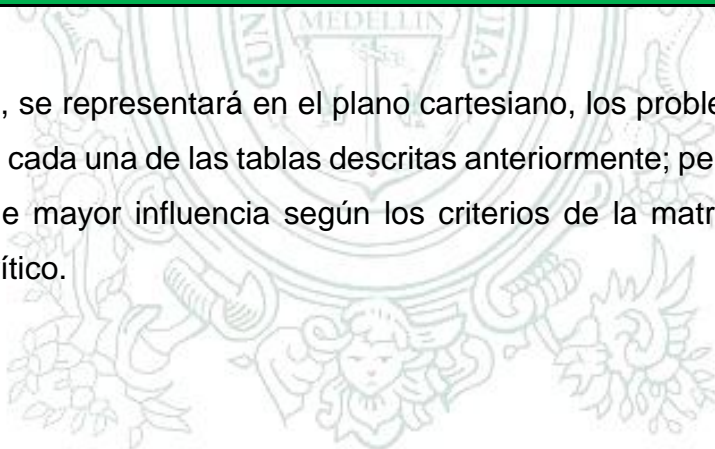 MEDELLIN
, se representará en el plano cartesiano, los proble
cada una de las tablas descritas anteriormente; pe
e mayor influencia según los criterios de la matr
ítico.